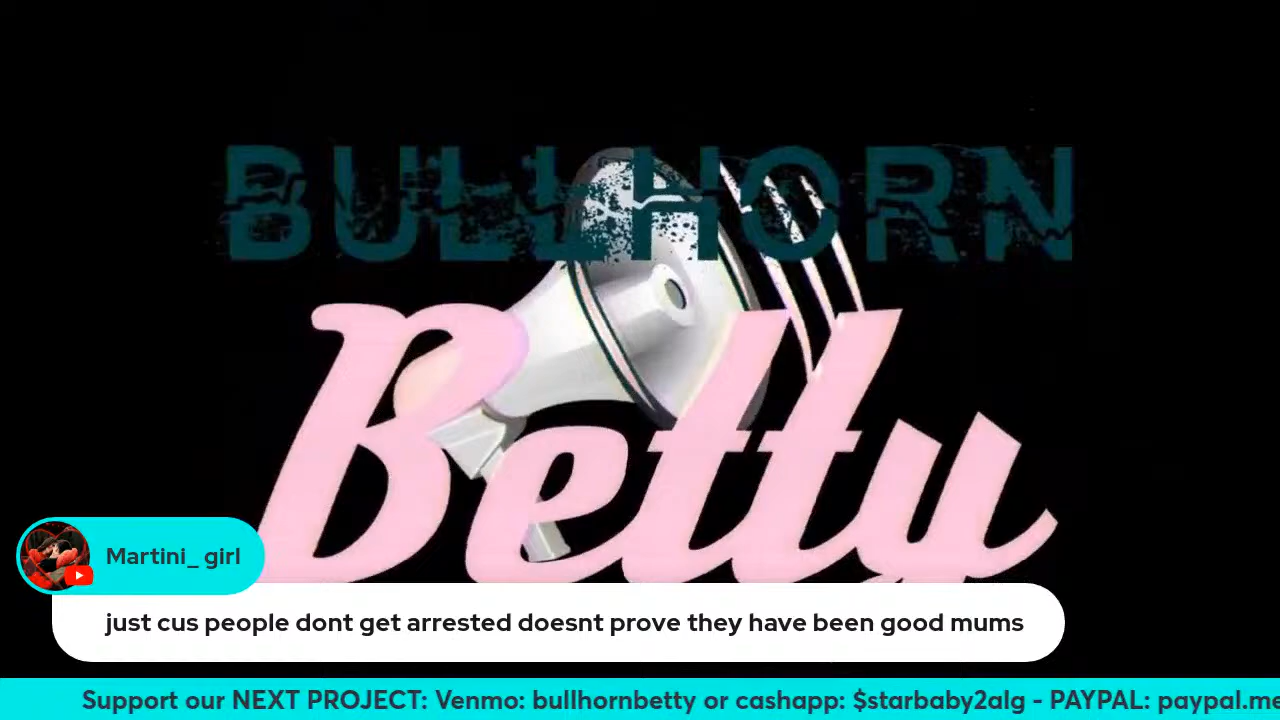 BULLHORN
Betty
Martini_ girl
just cus people dont get arrested doesnt prove they have been good mums
Support our NEXT PROJECT: Venmo: bullhornbetty or cashapp: $starbaby2alg - PAYPAL: paypal.me